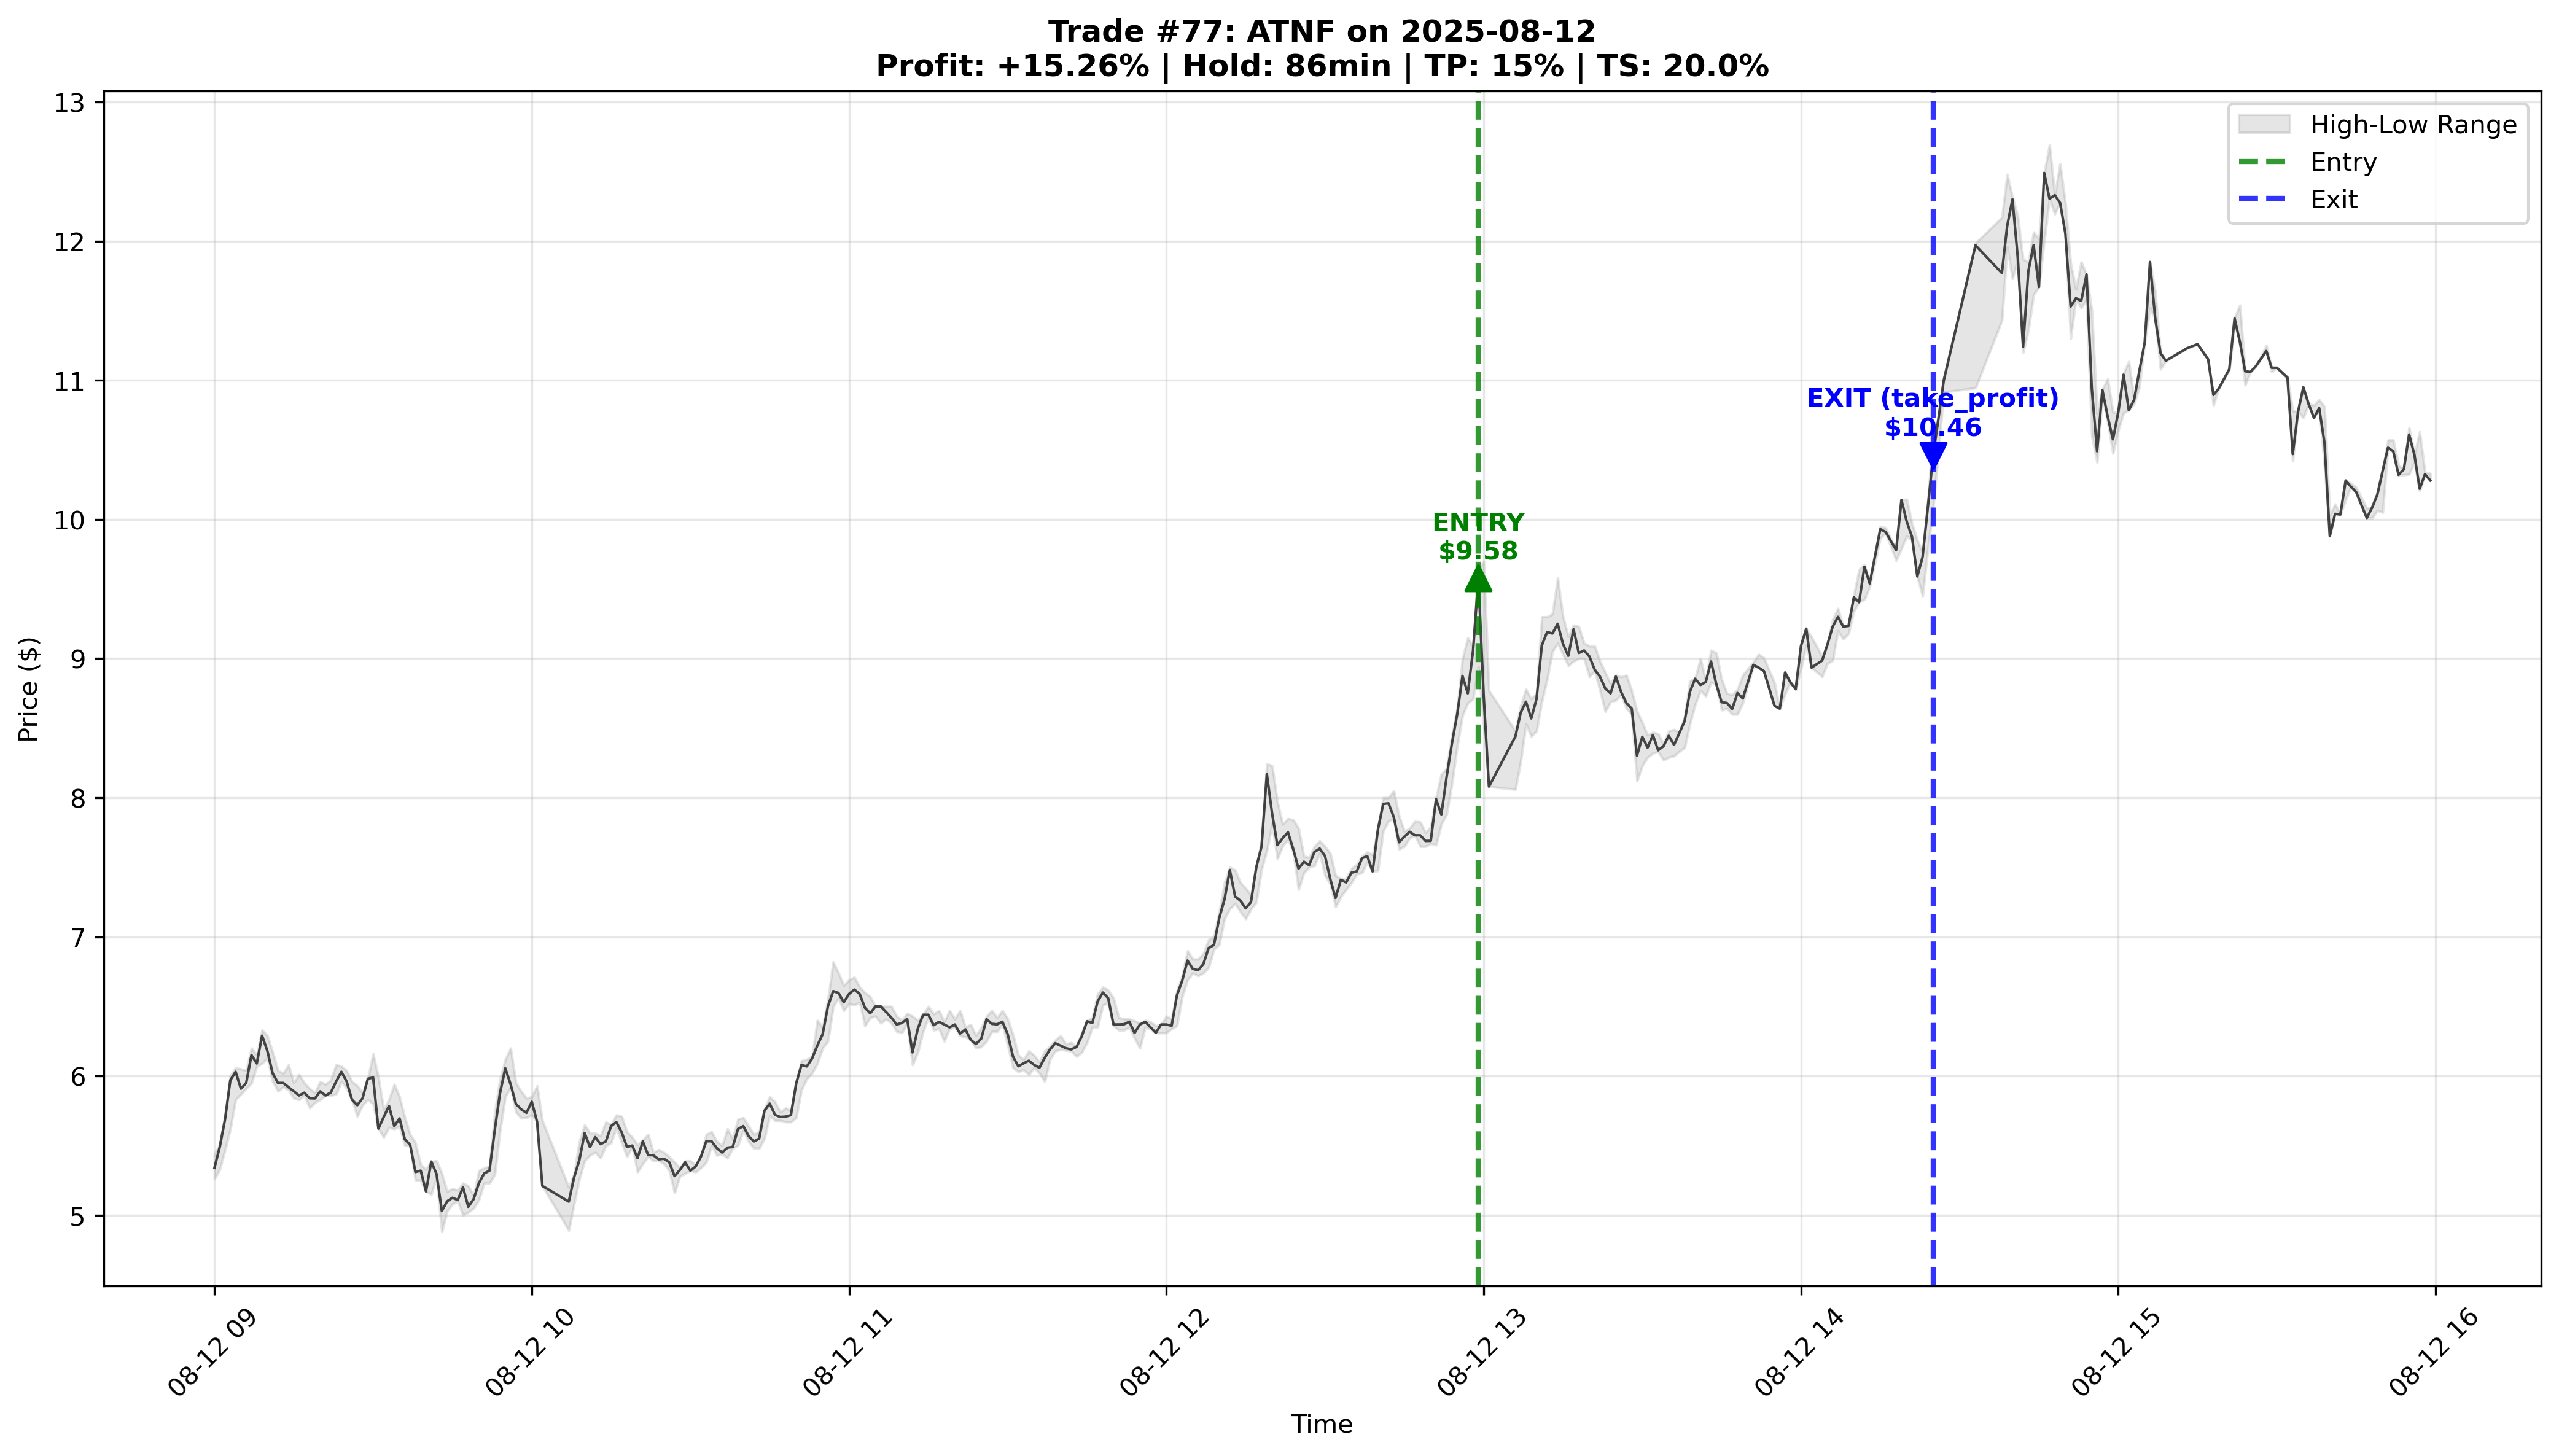 Trade #77: ATNF on 2025-08-12
Profit: +15.26% | Hold: 86min | TP: 15% | TS: 20.0%
High-Low Range
Entry
Exit
EXIT (take_profit)
$10.46
ENTRY
$9.58
Price ($)
13
12
11
10
9
8
7
6
5
08-12 09
08-12 10
08-12 11
08-12 12
08-12 13
08-12 14
08-12 15
08-12 16
Time